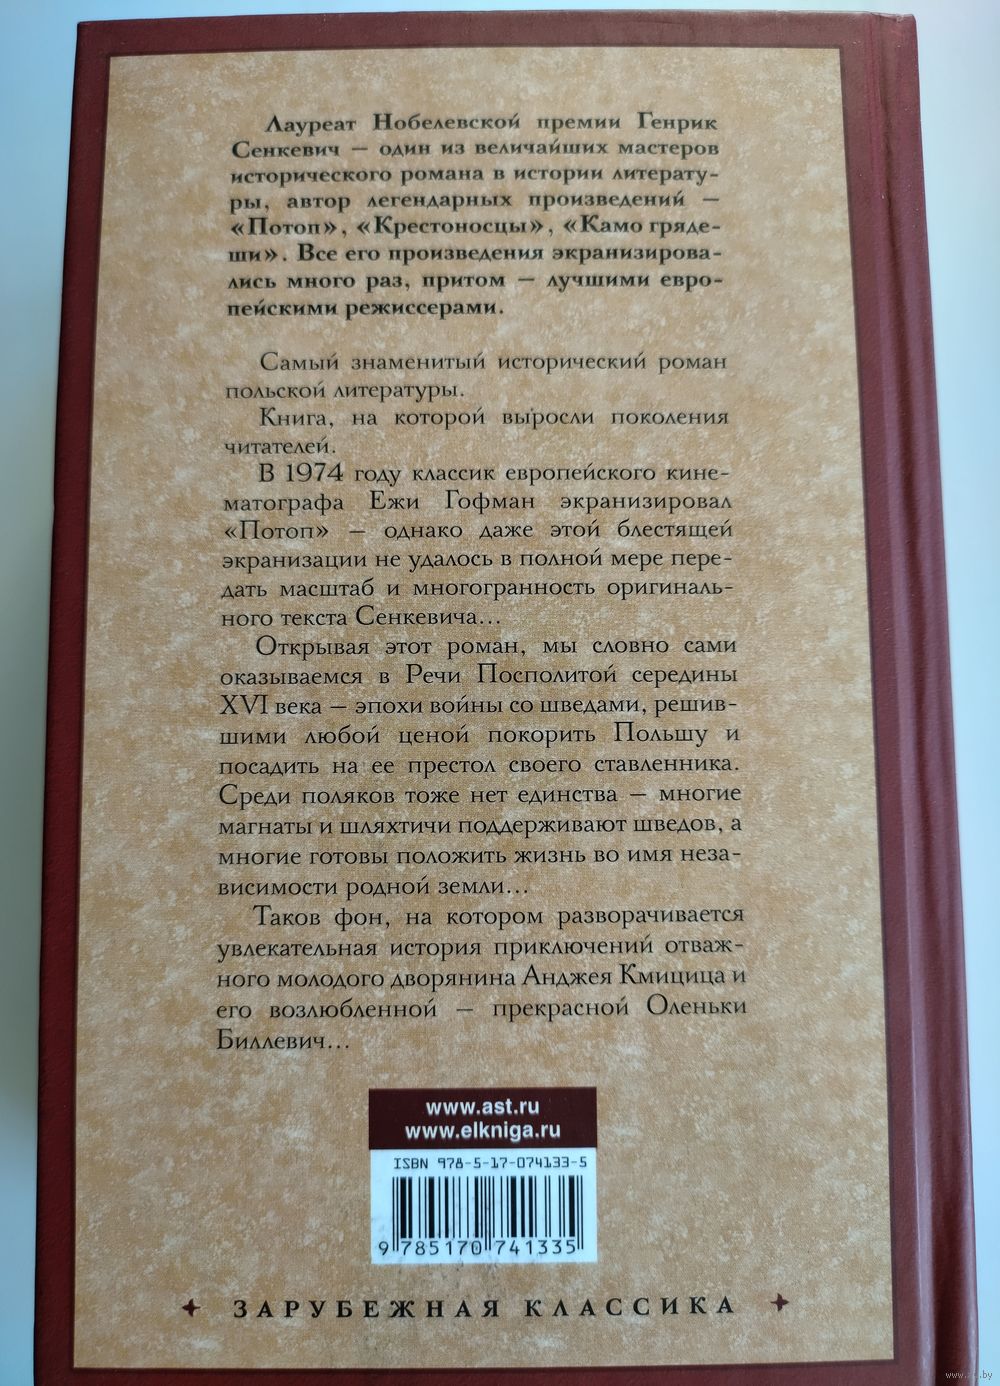 Лауреат Нобелевской премии Генрик
Сенкевич — один из величайших мастеров
исторического романа в истории литерату-
ры, автор легендарных произведений —
«Потоп», «Крестоносцы», «Камо гряде-
ши». Все его произведения экранизирова-
лись много раз, притом — лучшими евро-
пейскими режиссерами.
Самый знаменитый исторический роман
польской литературы.
Книга, на которой выросли поколения
читателей.
В 1974 году классик европейского кине-
матографа Ежи Гофман экранизировал
«Потоп» — однако даже этой блестящей
экранизации не удалось в полной мере пере-
дать масштаб и многогранность оригиналь-
ного текста Сенкевича...
Открывая этот роман, мы словно сами
оказываемся в Речи Посполитой середины
XVI века — эпохи войны со шведами, решив-
шими любой ценой покорить Польшу и
посадить на ее престол своего ставленника.
Среди поляков тоже нет единства — многие
магнаты и шляхтичи поддерживают шведов, а
многие готовы положить жизнь во имя неза-
висимости родной земли...
Таков фон, на котором разворачивается
увлекательная история приключений отваж-
ного молодого дворянина Анджея Кмицица и
его возлюбленной — прекрасной Оленьки
Биллевич...
www.ast.ru
www.elkniga.ru
ISBN 978-5-17-074133-5
9 785170 741335
ЗАРУБЕЖНАЯ КЛАССИКА